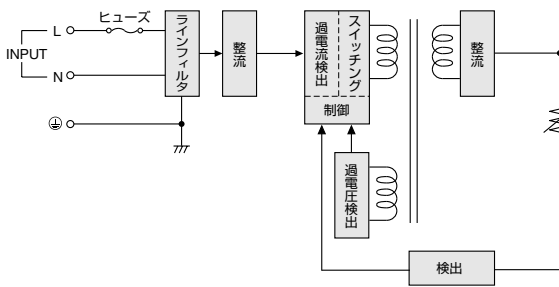 ヒューズ
L
INPUT
N
ラインフィルタ
整流
過電流検出
スイッチング
制御
整流
過電圧検出
検出